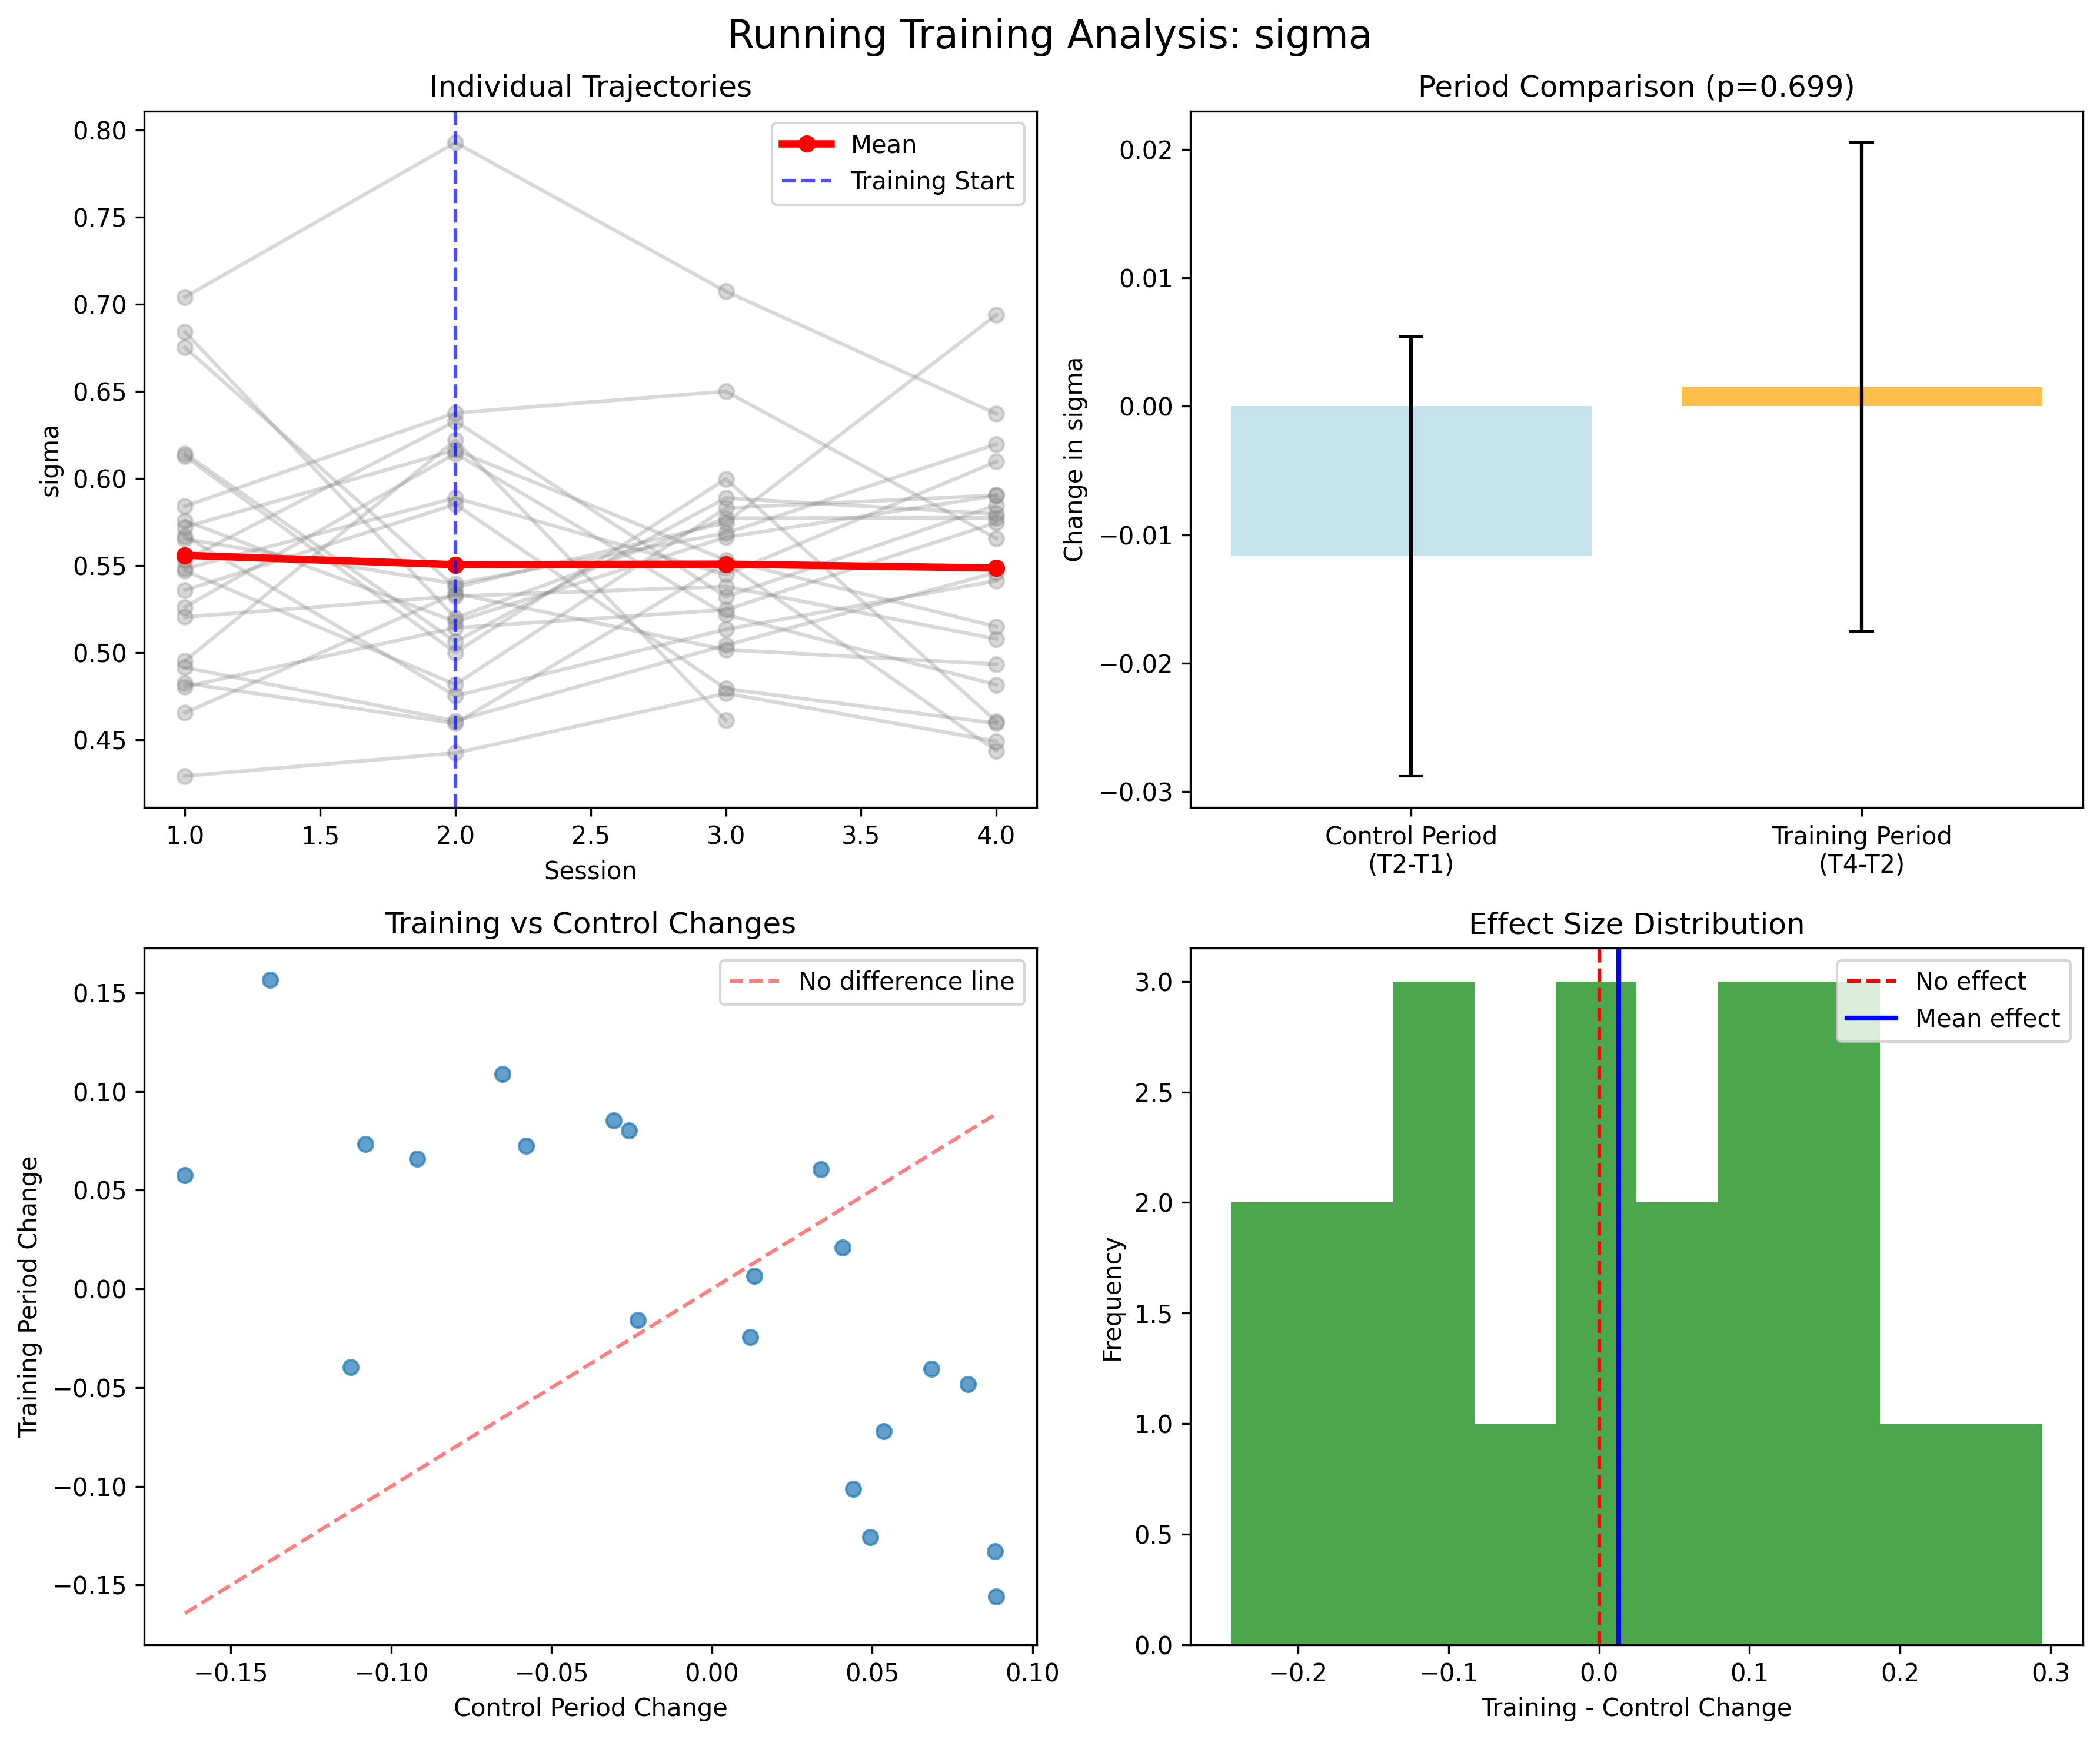 Running Training Analysis: sigma
Individual Trajectories
0.80
0.75
0.70
0.65
0.60
0.55
0.50
0.45
sigma
1.0 1.5 2.0 2.5 3.0 3.5 4.0
Session
Mean
Training Start
Period Comparison (p=0.699)
0.02
0.01
0.00
−0.01
−0.02
−0.03
Change in sigma
Control Period
(T2-T1)
Training Period
(T4-T2)
Training vs Control Changes
0.15
0.10
0.05
0.00
−0.05
−0.10
−0.15
Training Period Change
−0.15 −0.10 −0.05 0.00 0.05 0.10
Control Period Change
No difference line
Effect Size Distribution
3.0
2.5
2.0
1.5
1.0
0.5
0.0
Frequency
−0.2 −0.1 0.0 0.1 0.2 0.3
Training - Control Change
No effect
Mean effect